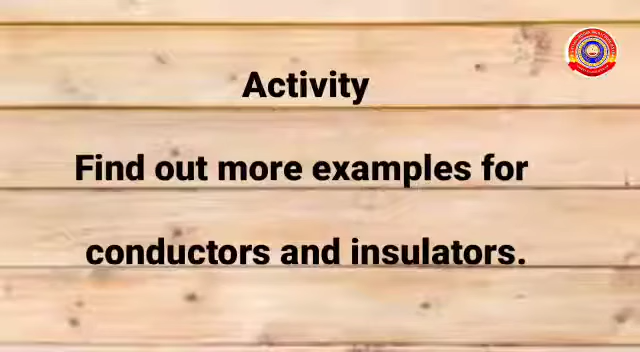 Activity
Find out more examples for
conductors and insulators.